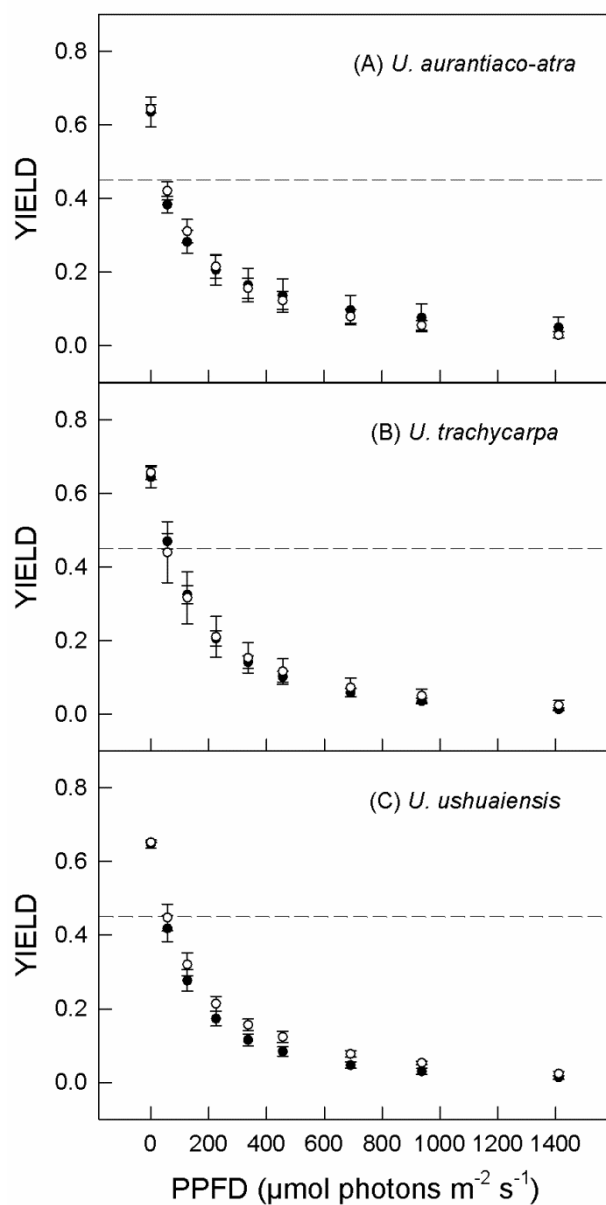 0.8
(A) U. aurantiaco-atra
0.6
YIELD
0.4
0.2
0.0
0.8
(B) U. trachycarpa
0.6
YIELD
0.4
0.2
0.0
0.8
(C) U. ushuaiensis
0.6
YIELD
0.4
0.2
0.0
0 200 400 600 800 1000 1200 1400
PPFD (µmol photons m⁻² s⁻¹)